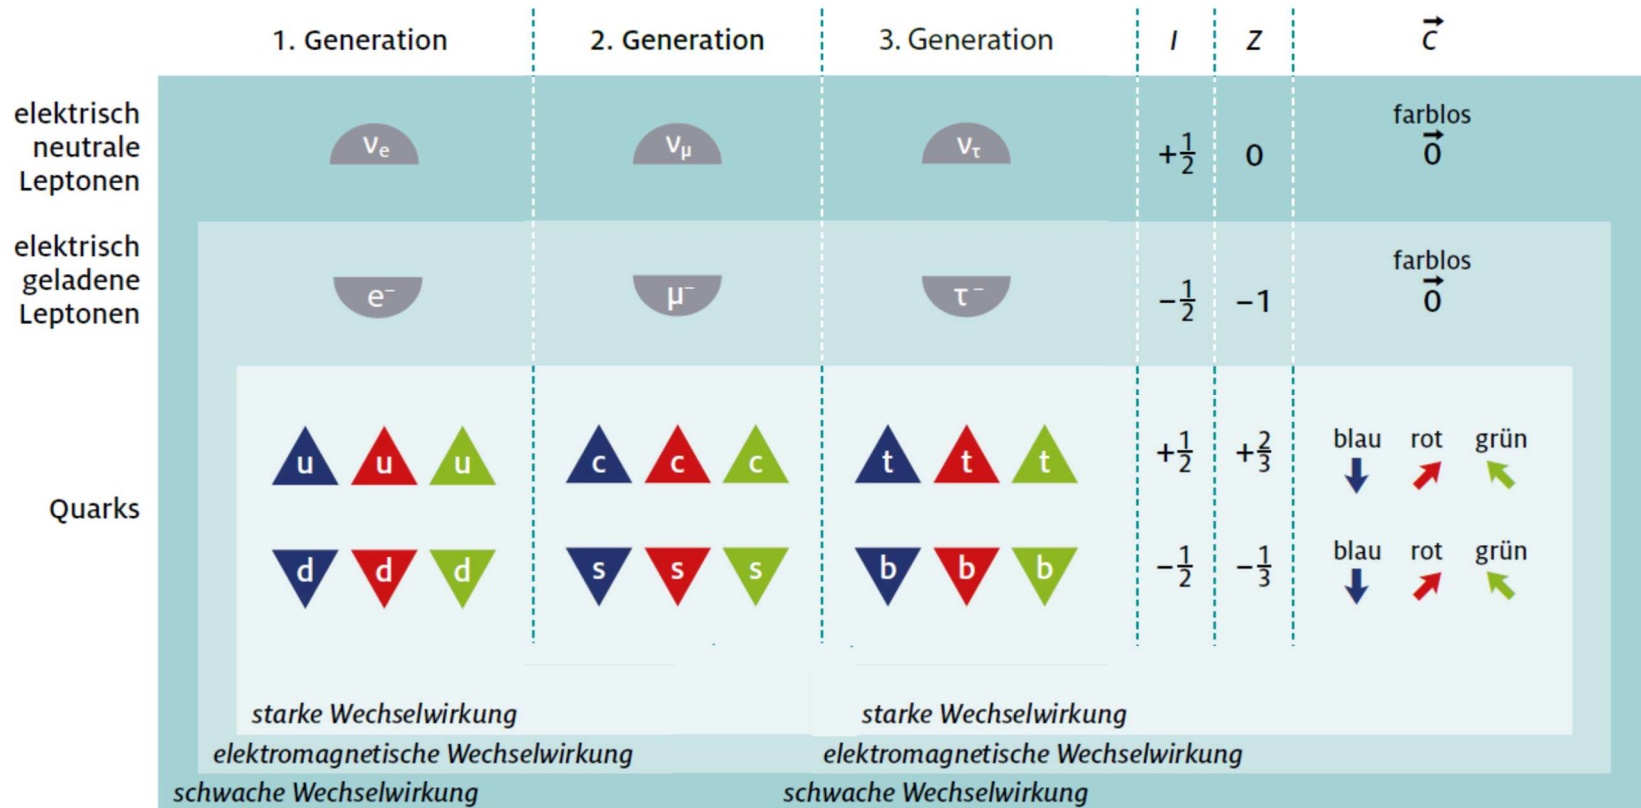 1. Generation 2. Generation 3. Generation I Z C⃗
elektrisch
neutrale
Leptonen
νe νμ ντ +1/2 0 farblos
0⃗
elektrisch
geladene
Leptonen
e⁻ μ⁻ τ⁻ −1/2 −1 farblos
0⃗
u u u c c c t t t +1/2 +2/3 blau rot grün
Quarks
d d d s s s b b b −1/2 −1/3 blau rot grün
starke Wechselwirkung starke Wechselwirkung
elektromagnetische Wechselwirkung elektromagnetische Wechselwirkung
schwache Wechselwirkung schwache Wechselwirkung